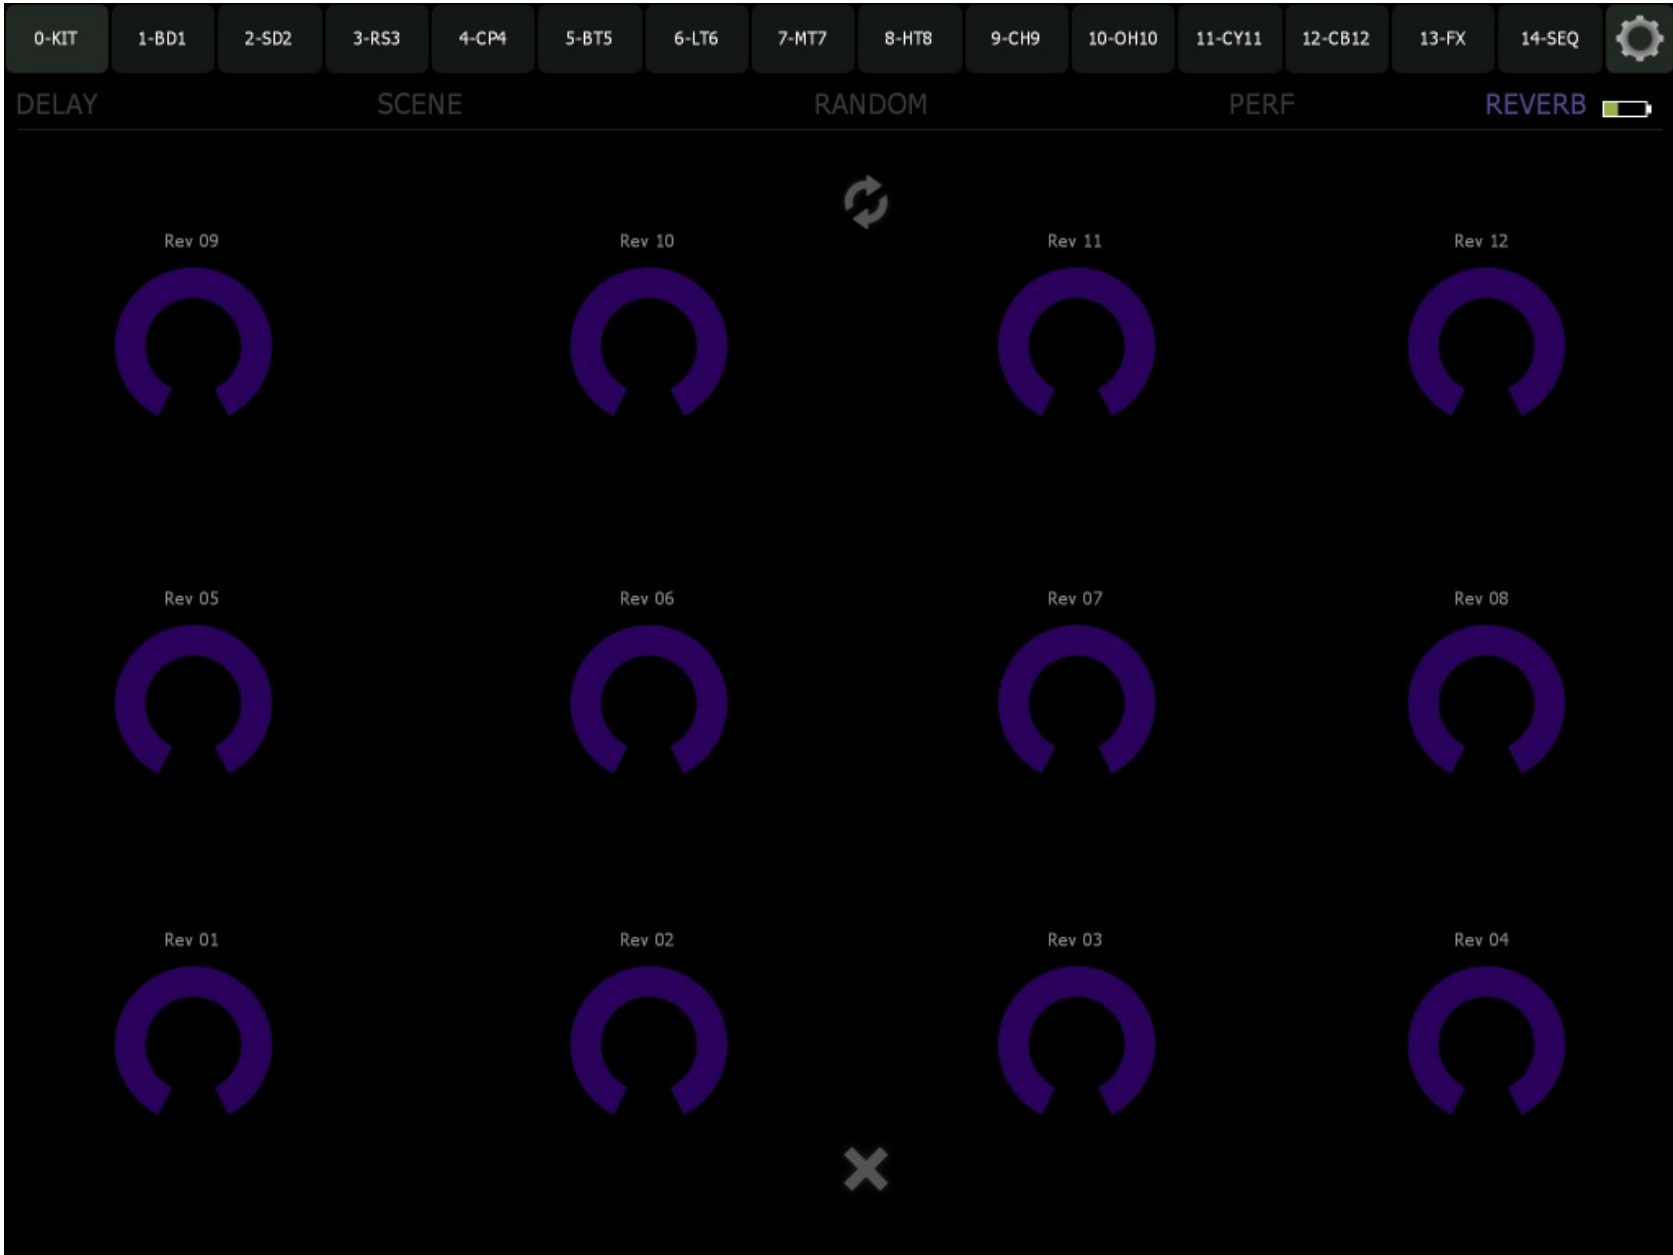 0-KIT 1-BD1 2-SD2 3-RS3 4-CP4 5-BT5 6-LT6 7-MT7 8-HT8 9-CH9 10-OH10 11-CY11 12-CB12 13-FX 14-SEQ
DELAY SCENE RANDOM PERF REVERB
Rev 09 Rev 10 Rev 11 Rev 12
Rev 05 Rev 06 Rev 07 Rev 08
Rev 01 Rev 02 Rev 03 Rev 04